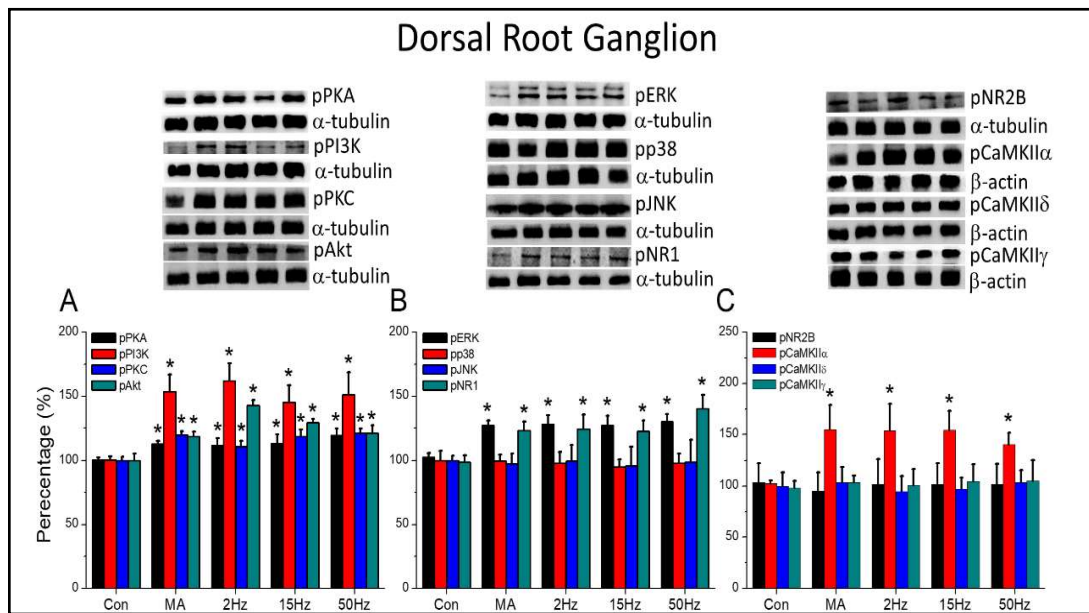 Dorsal Root Ganglion
pPKA
α-tubulin
pPI3K
α-tubulin
pPKC
α-tubulin
pAkt
α-tubulin
pERK
α-tubulin
pp38
α-tubulin
pJNK
α-tubulin
pNR1
α-tubulin
pNR2B
α-tubulin
pCaMKIIα
β-actin
pCaMKIIδ
β-actin
pCaMKIIγ
β-actin
A
200
150
100
50
0
Perecentage (%)
pPKA
pPI3K
pPKC
pAkt
* * * *
* * * *
* * * *
* * * *
Con MA 2Hz 15Hz 50Hz
B
200
150
100
50
0
pERK
pp38
pJNK
pNR1
* *
* *
* *
* *
Con MA 2Hz 15Hz 50Hz
C
250
200
150
100
50
0
pNR2B
pCaMKIIα
pCaMKIIδ
pCaMKIIγ
* * * *
Con MA 2Hz 15Hz 50Hz